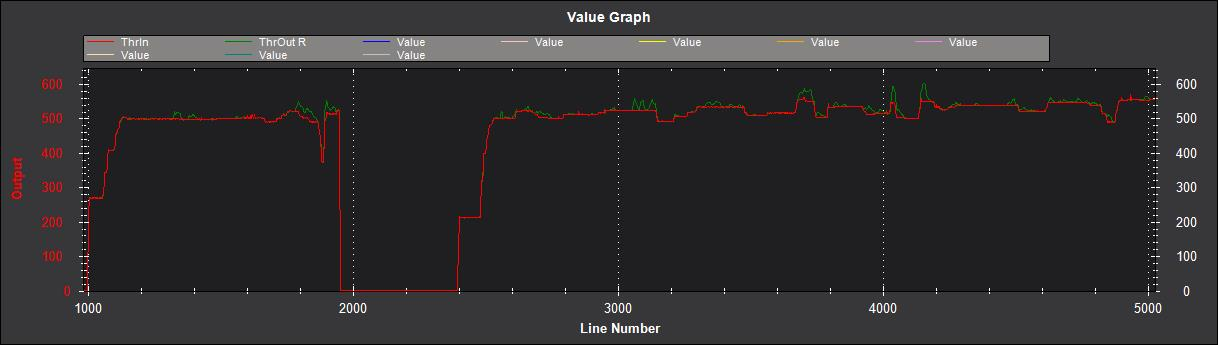 Value Graph
ThrIn ThrOut R Value Value Value Value Value
Value Value Value
600 600
500 500
400 400
300 300
200 200
100 100
0 0
Output
1000 2000 3000 4000 5000
Line Number